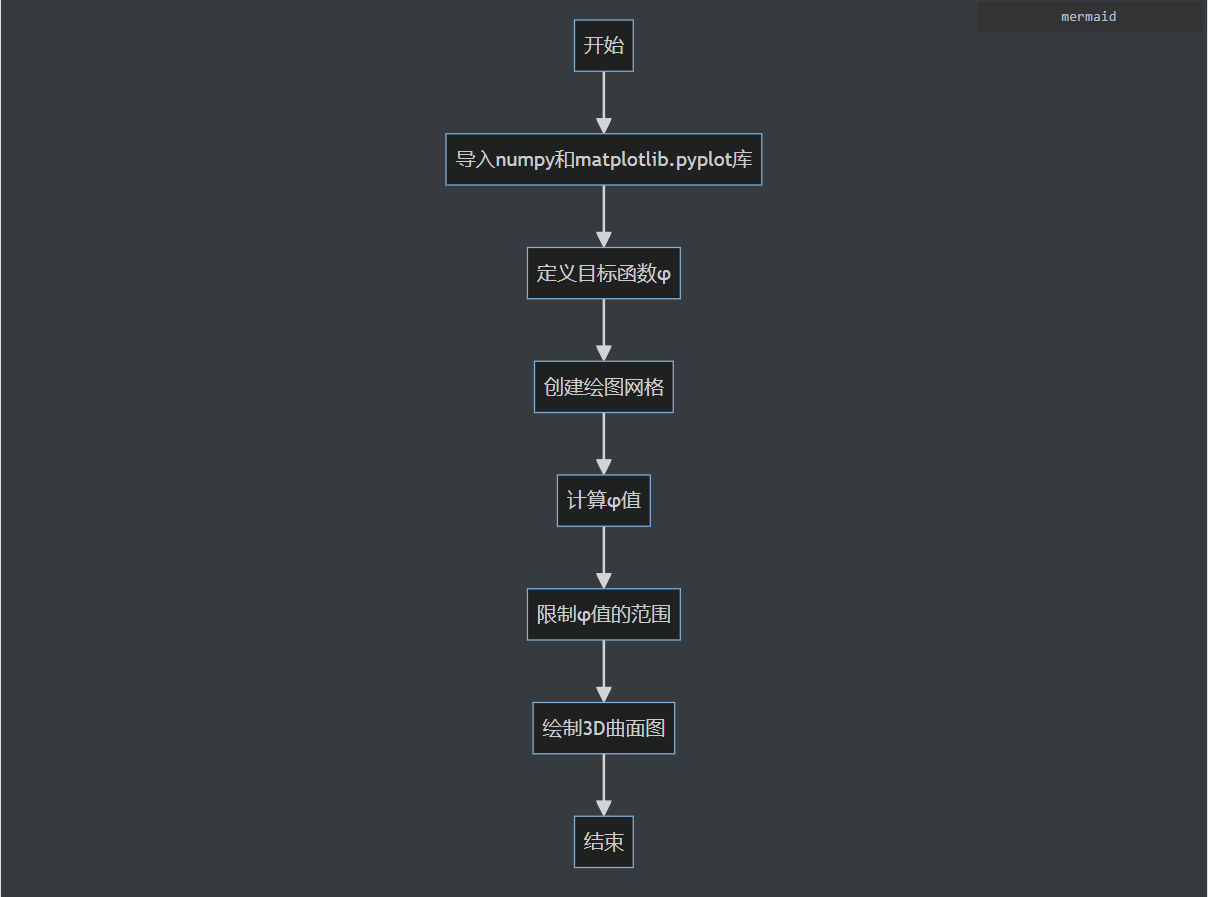 mermaid
开始
导入numpy和matplotlib.pyplot库
定义目标函数φ
创建绘图网格
计算φ值
限制φ值的范围
绘制3D曲面图
结束